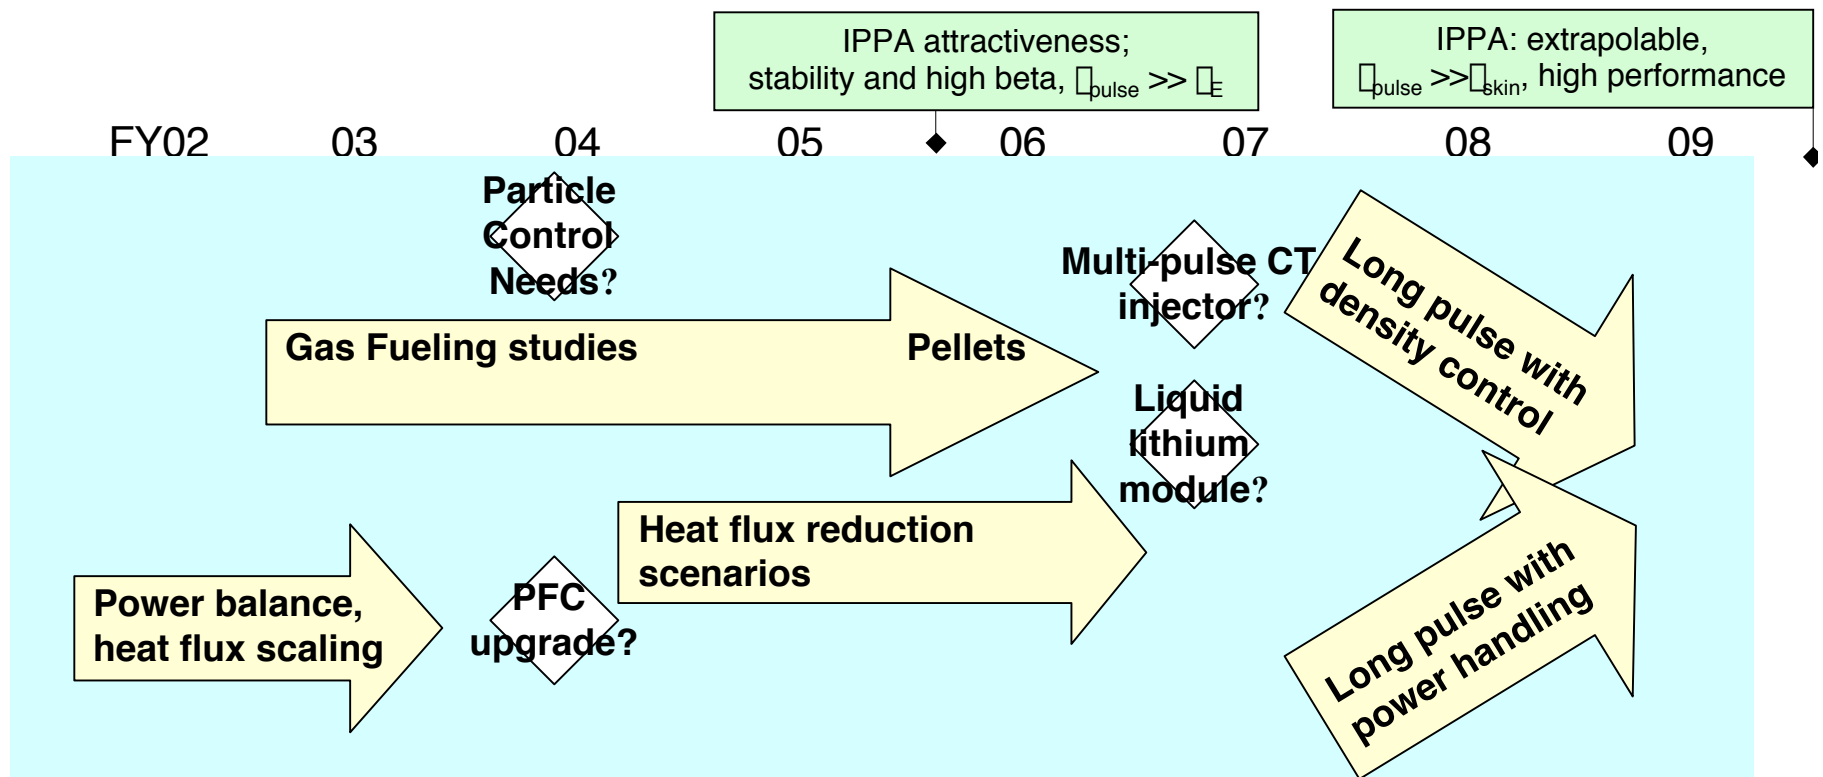 IPPA attractiveness;
stability and high beta, □pulse >> □E
IPPA: extrapolable,
□pulse >>□skin, high performance
FY02 03 04 05 06 07 08 09
Particle
Control
Needs?
Multi-pulse CT
injector?
Long pulse with
density control
Gas Fueling studies
Pellets
Liquid
lithium
module?
Heat flux reduction
scenarios
Power balance,
heat flux scaling
PFC
upgrade?
Long pulse with
power handling